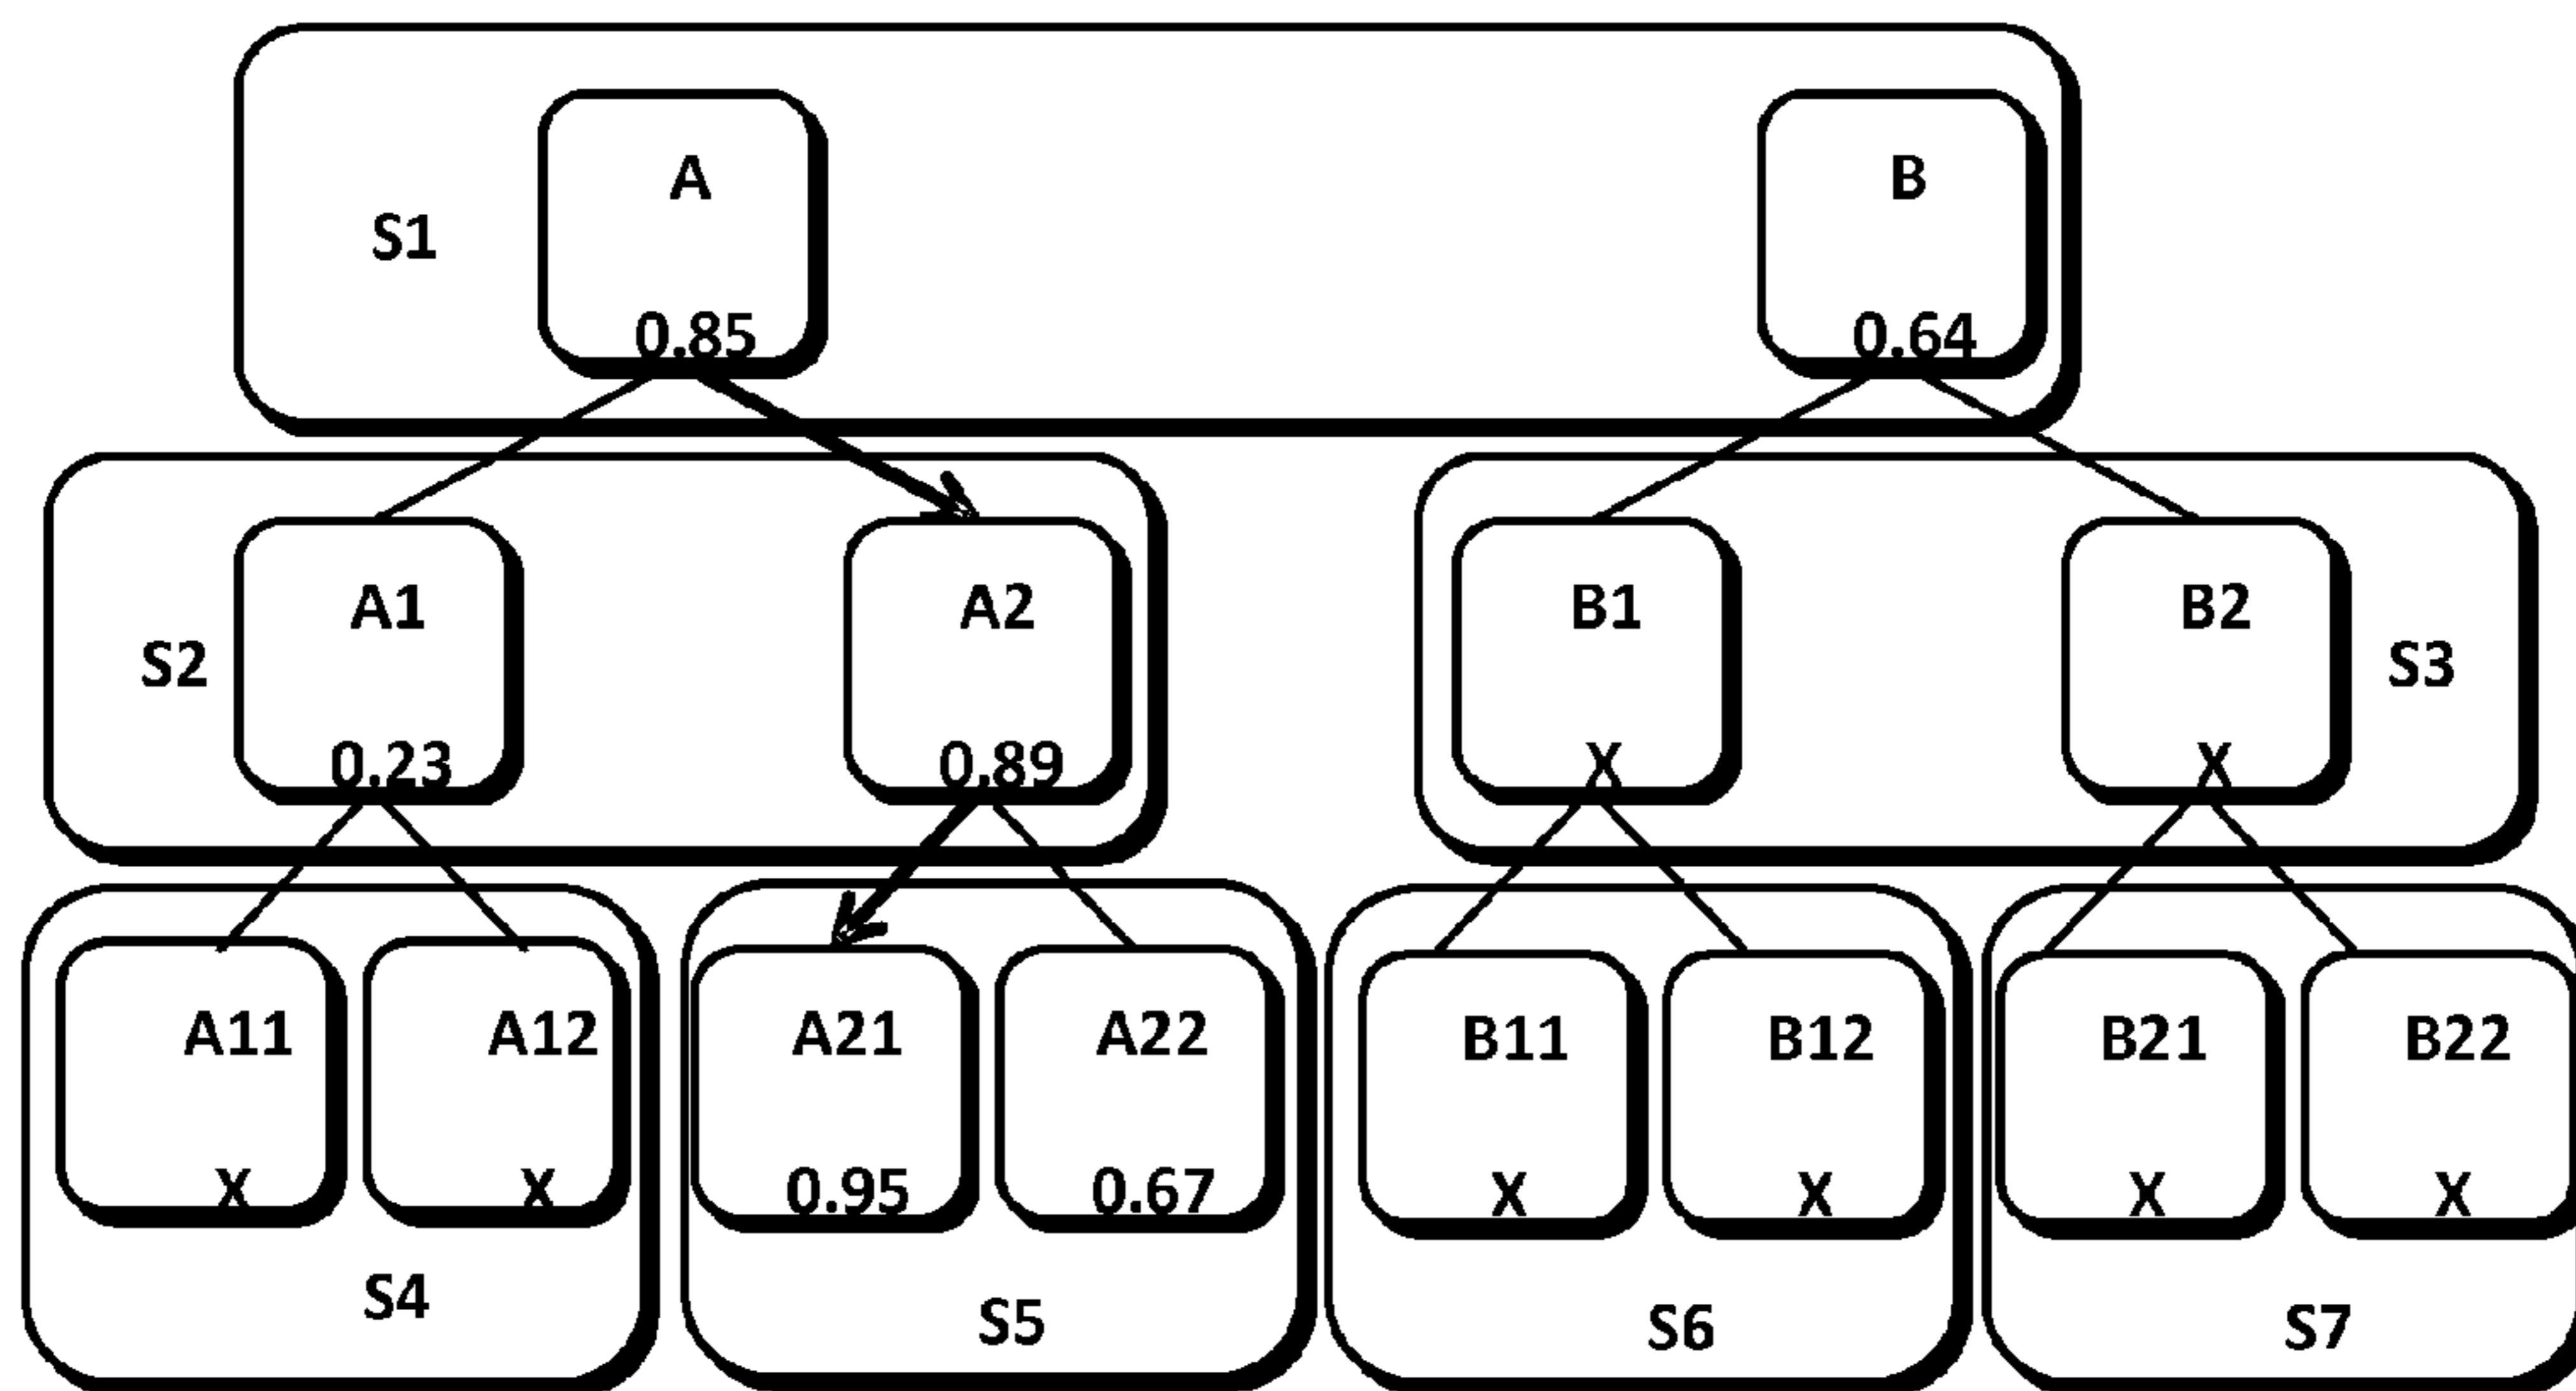 A B
S1
0.85 0.64
A1 A2 B1 B2
S2 S3
0.23 0.89 X X
A11 A12 A21 A22 B11 B12 B21 B22
X X 0.95 0.67 X X X X
S4 S5 S6 S7